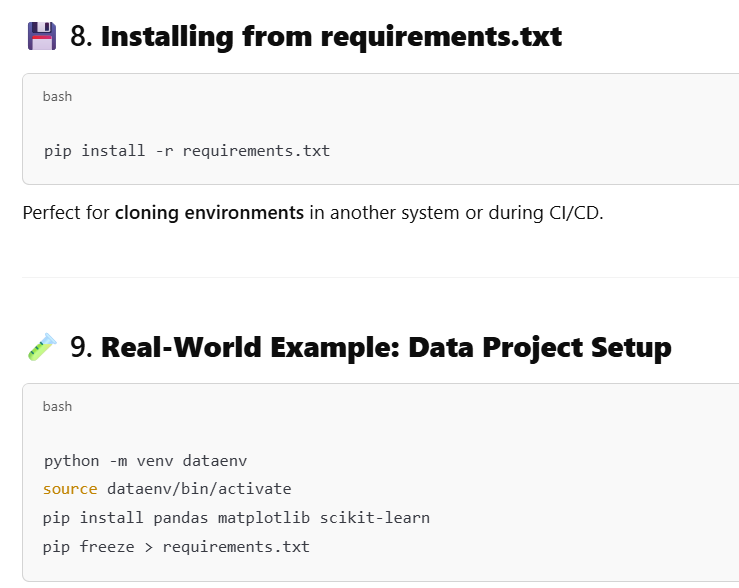 💾 8. Installing from requirements.txt
bash
pip install -r requirements.txt
Perfect for cloning environments in another system or during CI/CD.
🧪 9. Real-World Example: Data Project Setup
bash
python -m venv dataenv
source dataenv/bin/activate
pip install pandas matplotlib scikit-learn
pip freeze > requirements.txt